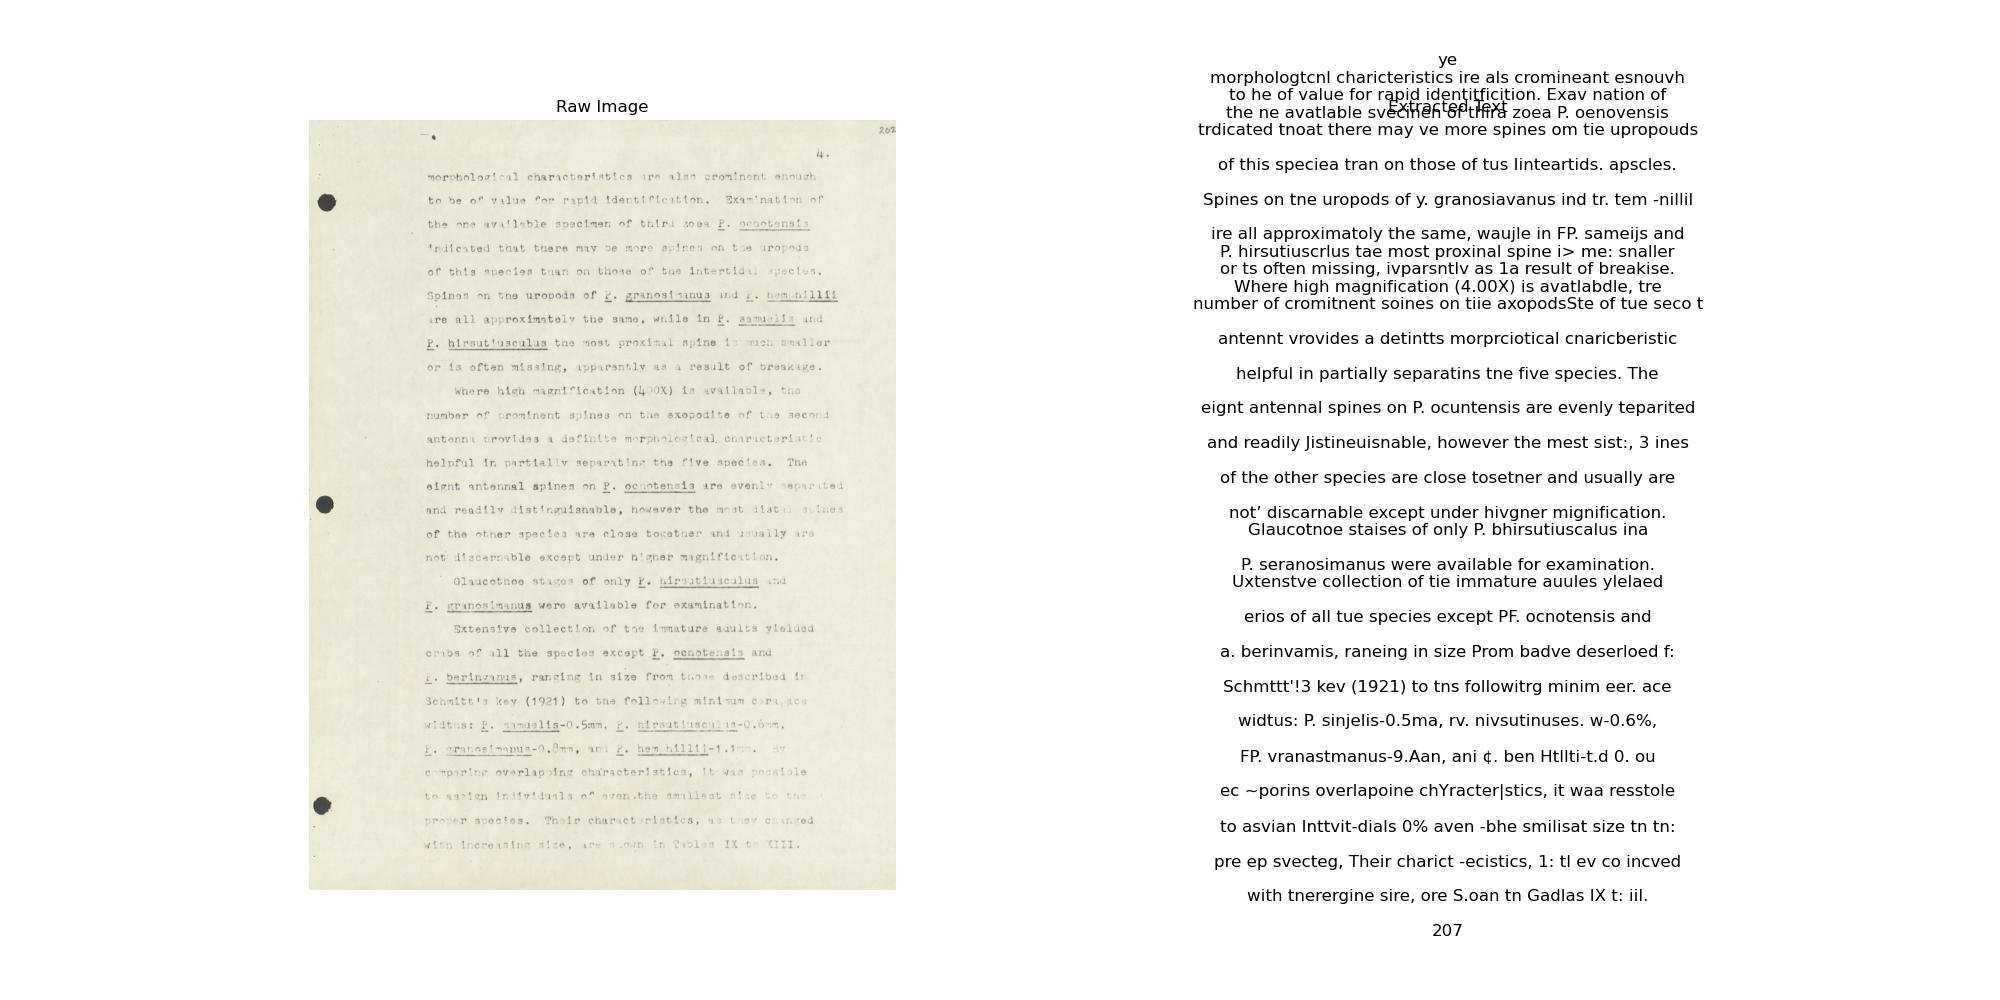 Raw Image
202
4.
morphological characteristics are also prominent enough
to be of value for rapid identification. Examination of
the one available specimen of third zoea P. ochotensis
indicated that there may be more spines on the uropods
of this species than on those of the intertidal species.
Spines on the uropods of P. granosimanus and P. hemphillii
are all approximately the same, while in P. samuelis and
P. hirsutiusculus the most proximal spine is much smaller
or is often missing, apparently as a result of breakage.
Where high magnification (400X) is available, the
number of prominent spines on the exopodite of the second
antenna provides a definite morphological characteristic
helpful in partially separating the five species. The
eight antennal spines on P. ochotensis are evenly separated
and readily distinguishable, however the most distal spines
of the other species are close together and usually are
not discernable except under higher magnification.
Glaucothoe stages of only P. hirsutiusculus and
P. granosimanus were available for examination.
Extensive collection of the immature adults yielded
crabs of all the species except P. ochotensis and
P. beringanus, ranging in size from those described in
Schmitt's key (1921) to the following minimum carapace
widths: P. samuelis-0.5mm, P. hirsutiusculus-0.6mm,
P. granosimanus-0.8mm, and P. hemphillii-1.1mm. By
comparing overlapping characteristics, it was possible
to assign individuals of even the smallest size to the
proper species. Their characteristics, as they changed
with increasing size, are shown in Tables IX to XIII.
ye
morphologtcnl charicteristics ire als cromineant esnouvh
to he of value for rapid identitficition. Exav nation of
Extracted Text
the ne avatlable svecinen of thira zoea P. oenovensis
trdicated tnoat there may ve more spines om tie upropouds
of this speciea tran on those of tus linteartids. apscles.
Spines on tne uropods of y. granosiavanus ind tr. tem -nillil
ire all approximatoly the same, waujle in FP. sameijs and
P. hirsutiuscrlus tae most proxinal spine i> me: snaller
or ts often missing, ivparsntlv as 1a result of breakise.
Where high magnification (4.00X) is avatlabdle, tre
number of cromitnent soines on tiie axopodsSte of tue seco t
antennt vrovides a detintts morprciotical cnaricberistic
helpful in partially separatins tne five species. The
eignt antennal spines on P. ocuntensis are evenly teparited
and readily Jistineuisnable, however the mest sist:, 3 ines
of the other species are close tosetner and usually are
not’ discarnable except under hivgner mignification.
Glaucotnoe staises of only P. bhirsutiuscalus ina
P. seranosimanus were available for examination.
Uxtenstve collection of tie immature auules ylelaed
erios of all tue species except PF. ocnotensis and
a. berinvamis, raneing in size Prom badve deserloed f:
Schmttt'!3 kev (1921) to tns followitrg minim eer. ace
widtus: P. sinjelis-0.5ma, rv. nivsutinuses. w-0.6%,
FP. vranastmanus-9.Aan, ani ¢. ben Htllti-t.d 0. ou
ec ~porins overlapoine chYracter|stics, it waa resstole
to asvian Inttvit-dials 0% aven -bhe smilisat size tn tn:
pre ep svecteg, Their charict -ecistics, 1: tl ev co incved
with tnerergine sire, ore S.oan tn Gadlas IX t: iil.
207